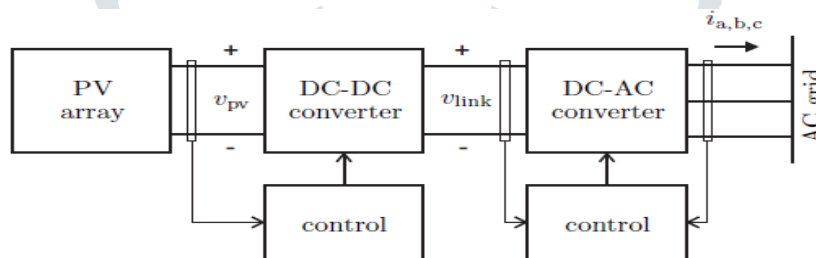 i_a,b,c
+
+
PV
array
v_pv
DC-DC
converter
v_link
DC-AC
converter
AC grid
-
-
control
control